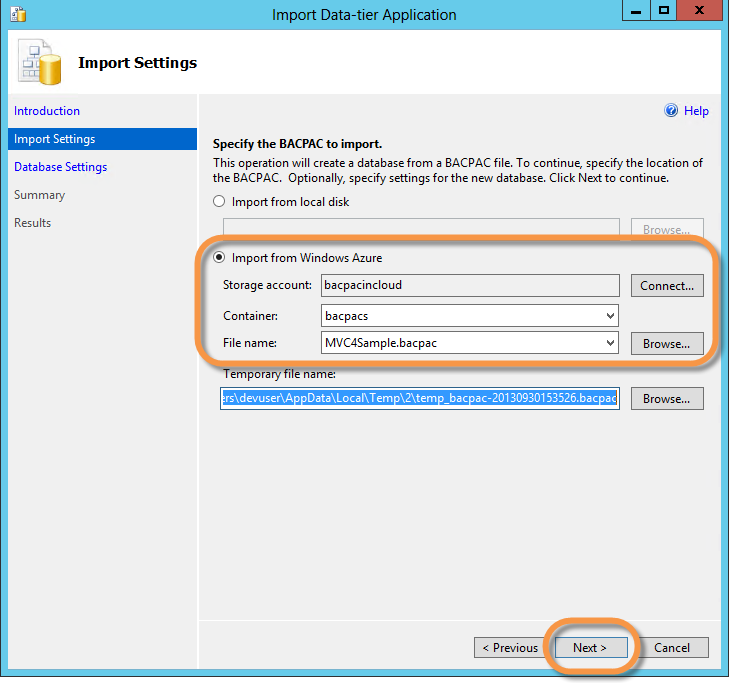 Import Data-tier Application
X
Import Settings
Introduction
Import Settings
Database Settings
Summary
Results
? Help
Specify the BACPAC to import.
This operation will create a database from a BACPAC file. To continue, specify the location of
the BACPAC.  Optionally, specify settings for the new database. Click Next to continue.
Import from local disk
Browse...
Import from Windows Azure
Storage account: bacpacincloud Connect...
Container: bacpacs
File name: MVC4Sample.bacpac Browse...
Temporary file name:
ers\devuser\AppData\Local\Temp\2\temp_bacpac-20130930153526.bacpac Browse...
< Previous Next > Cancel